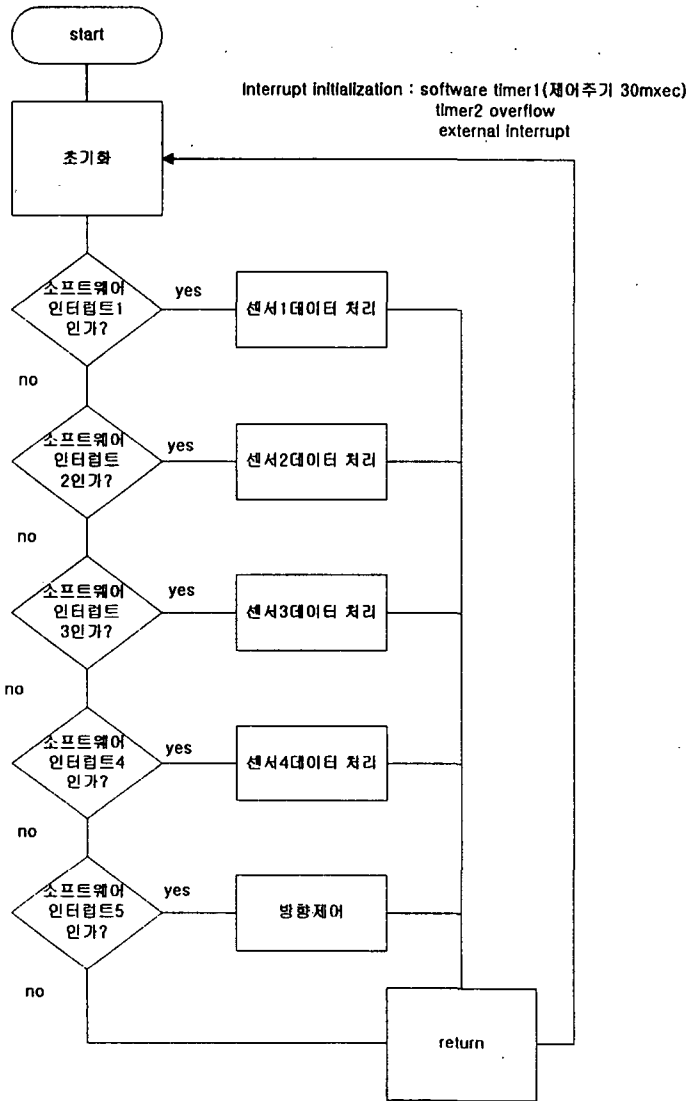 start
Interrupt initialization : software timer1(제어주기 30mxec)
timer2 overflow
external interrupt
초기화
소프트웨어
인터럽트1
인가?
yes
센서1데이터 처리
no
소프트웨어
인터럽트
2인가?
yes
센서2데이터 처리
no
소프트웨어
인터럽트
3인가?
yes
센서3데이터 처리
no
소프트웨어
인터럽트4
인가?
yes
센서4데이터 처리
no
소프트웨어
인터럽트5
인가?
yes
방향제어
no
return